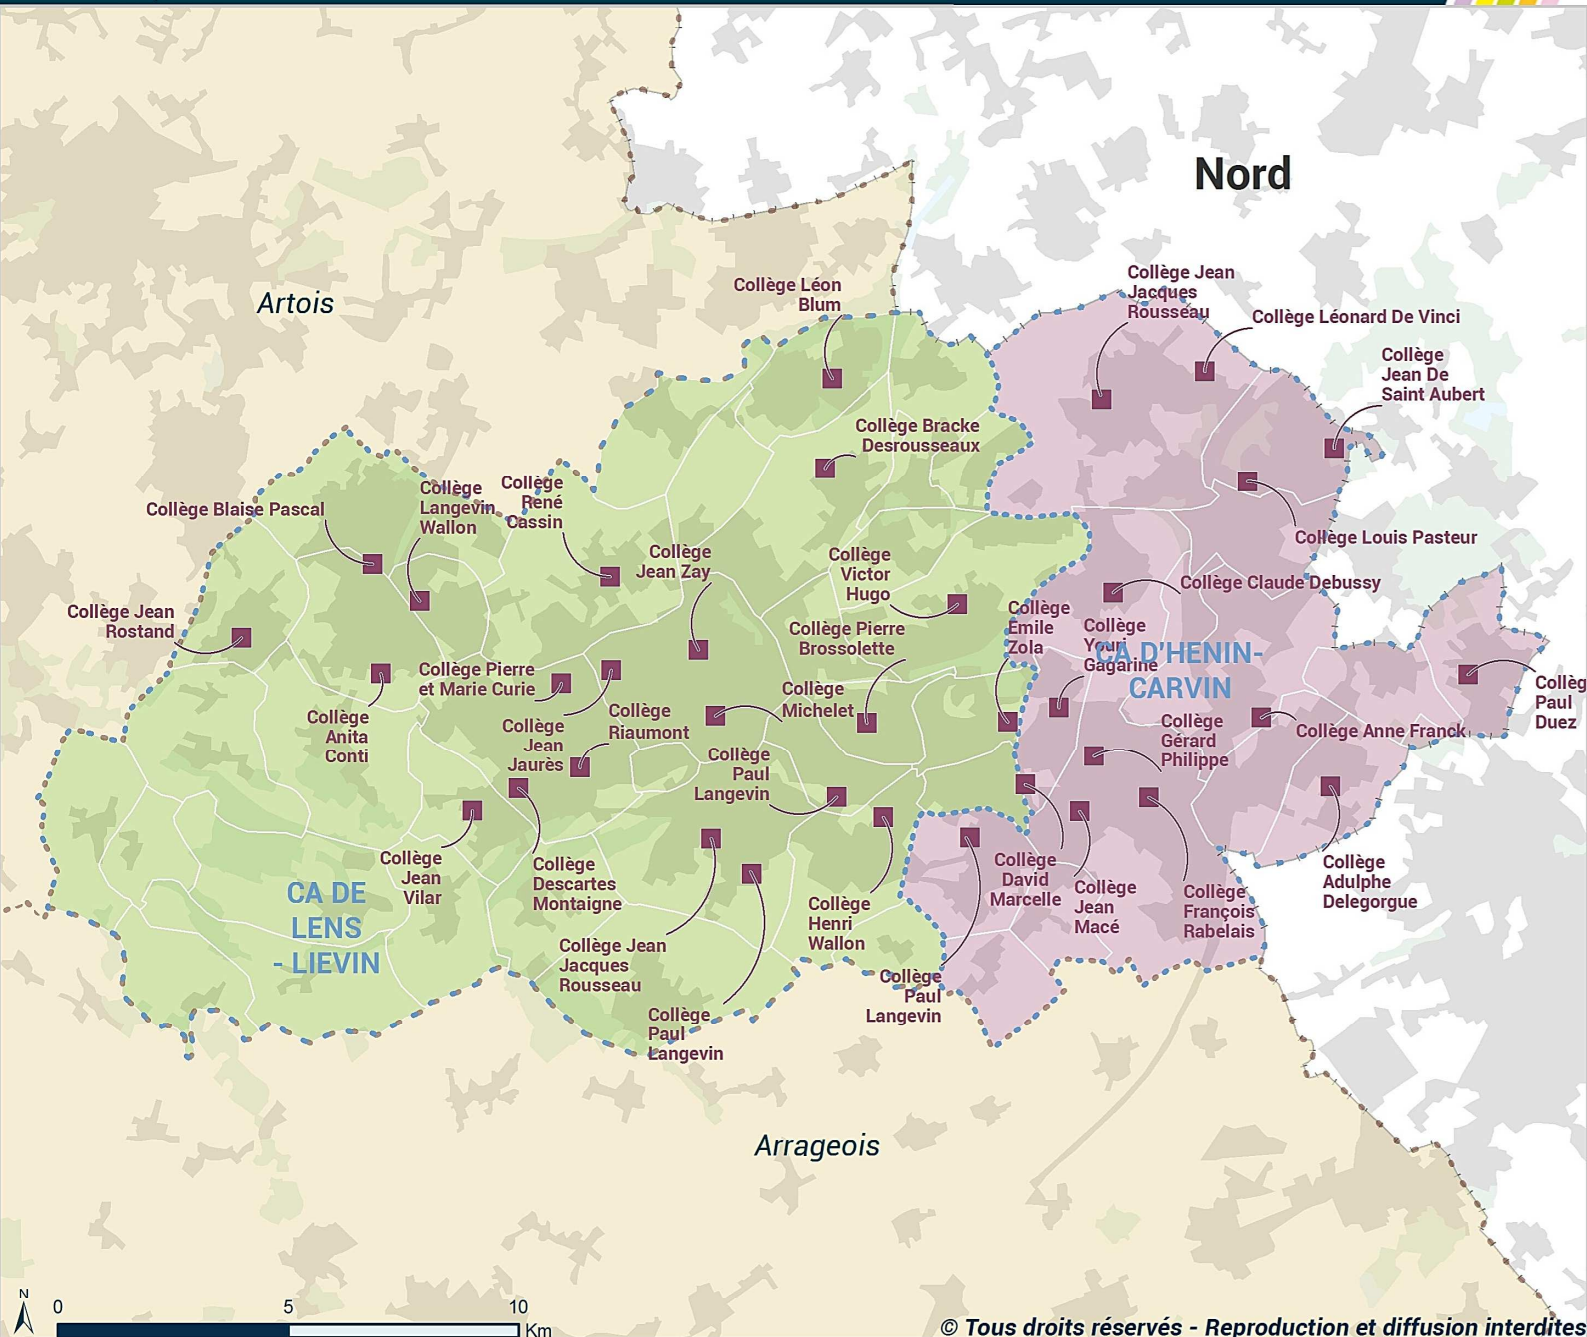 Nord
Artois
Collège Léon
Blum
Collège Jean
Jacques
Rousseau
Collège Léonard De Vinci
Collège
Jean De
Saint Aubert
Collège Bracke
Desrousseaux
Collège Blaise Pascal
Collège
Langevin
Wallon
Collège
René
Cassin
Collège Louis Pasteur
Collège
Jean Zay
Collège
Victor
Hugo
Collège Claude Debussy
Collège Jean
Rostand
Collège
Emile
Zola
Collège
Youri
Gagarine
Collège Pierre
Brossolette
CA D'HENIN-
CARVIN
Collège Pierre
et Marie Curie
Collège
Michelet
Collèg
Paul
Duez
Collège
Anita
Conti
Collège
Jean
Jaurès
Collège
Riaumont
Collège
Gérard
Philippe
Collège Anne Franck
Collège
Paul
Langevin
Collège
Jean
Vilar
Collège
Descartes
Montaigne
Collège
David
Marcelle
Collège
Jean
Macé
Collège
François
Rabelais
Collège
Adulphe
Delegorgue
CA DE
LENS
- LIEVIN
Collège
Henri
Wallon
Collège Jean
Jacques
Rousseau
Collège
Paul
Langevin
Collège
Paul
Langevin
Arrageois
N
0 5 10
Km
© Tous droits réservés - Reproduction et diffusion interdites